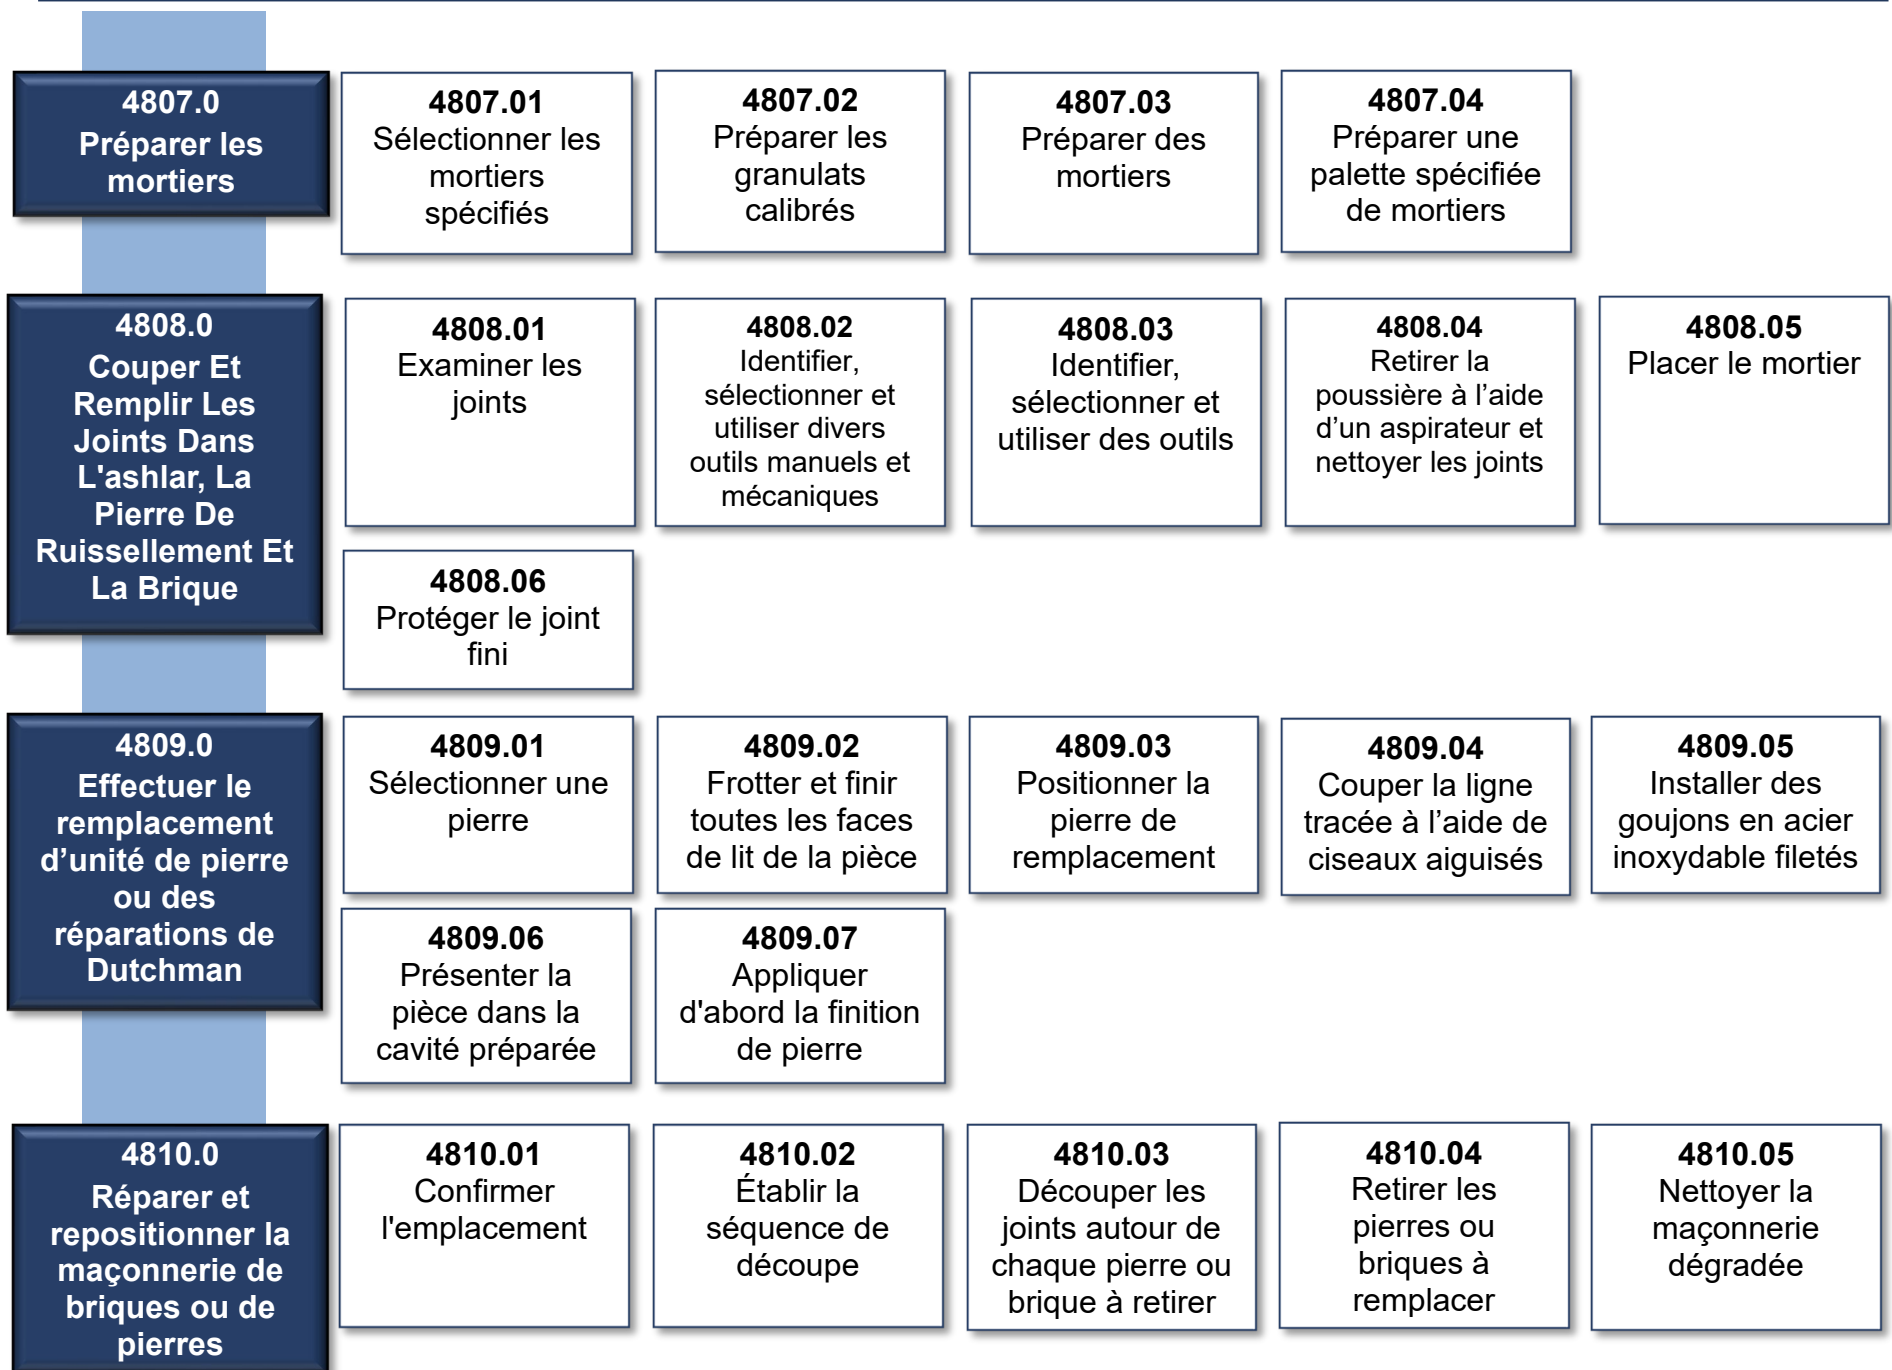 4807.0
Préparer les
mortiers
4807.01
Sélectionner les
mortiers
spécifiés
4807.02
Préparer les
granulats
calibrés
4807.03
Préparer des
mortiers
4807.04
Préparer une
palette spécifiée
de mortiers
4808.0
Couper Et
Remplir Les
Joints Dans
L'ashlar, La
Pierre De
Ruissellement Et
La Brique
4808.01
Examiner les
joints
4808.02
Identifier,
sélectionner et
utiliser divers
outils manuels et
mécaniques
4808.03
Identifier,
sélectionner et
utiliser des outils
4808.04
Retirer la
poussière à l’aide
d’un aspirateur et
nettoyer les joints
4808.05
Placer le mortier
4808.06
Protéger le joint
fini
4809.0
Effectuer le
remplacement
d’unité de pierre
ou des
réparations de
Dutchman
4809.01
Sélectionner une
pierre
4809.02
Frotter et finir
toutes les faces
de lit de la pièce
4809.03
Positionner la
pierre de
remplacement
4809.04
Couper la ligne
tracée à l’aide de
ciseaux aiguisés
4809.05
Installer des
goujons en acier
inoxydable filetés
4809.06
Présenter la
pièce dans la
cavité préparée
4809.07
Appliquer
d'abord la finition
de pierre
4810.0
Réparer et
repositionner la
maçonnerie de
briques ou de
pierres
4810.01
Confirmer
l'emplacement
4810.02
Établir la
séquence de
découpe
4810.03
Découper les
joints autour de
chaque pierre ou
brique à retirer
4810.04
Retirer les
pierres ou
briques à
remplacer
4810.05
Nettoyer la
maçonnerie
dégradée